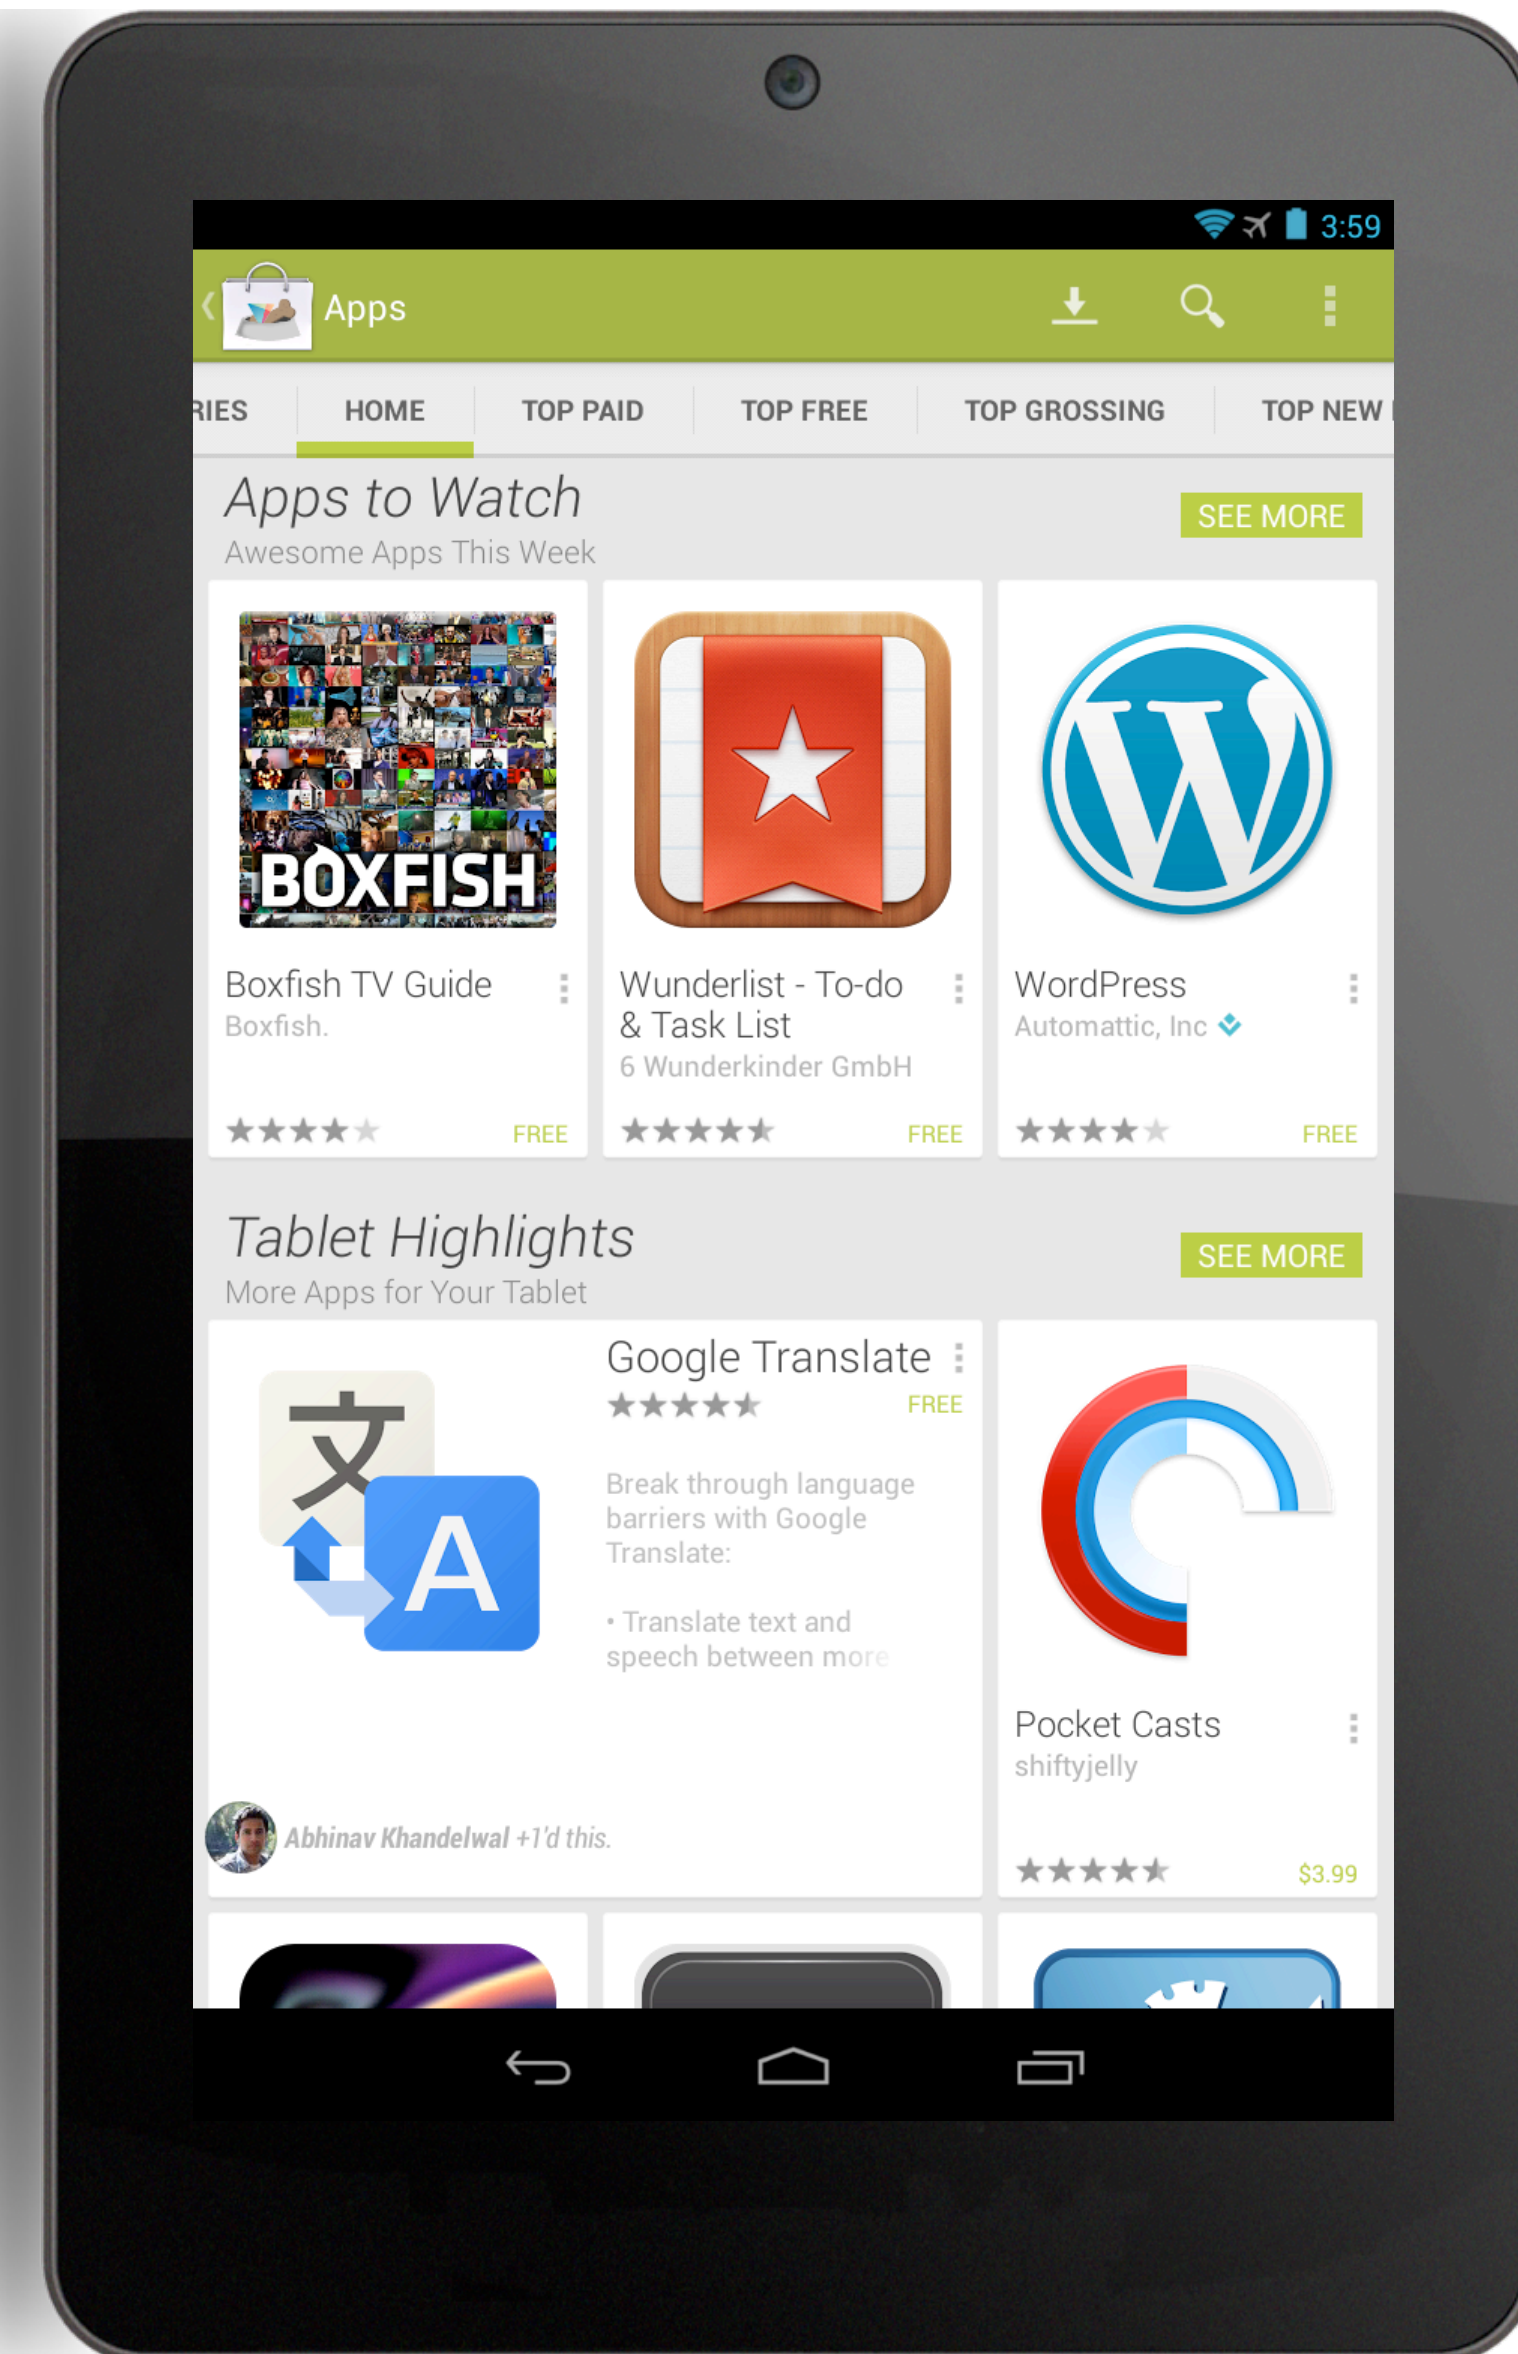 3:59
Apps
RIES HOME TOP PAID TOP FREE TOP GROSSING TOP NEW
Apps to Watch
SEE MORE
Awesome Apps This Week
BOXFISH
W
Boxfish TV Guide
Boxfish.
FREE
Wunderlist - To-do
& Task List
6 Wunderkinder GmbH
FREE
WordPress
Automattic, Inc
FREE
Tablet Highlights
SEE MORE
More Apps for Your Tablet
文
A
Google Translate
FREE
Break through language
barriers with Google
Translate:
• Translate text and
speech between more
Abhinav Khandelwal +1'd this.
Pocket Casts
shiftyjelly
$3.99